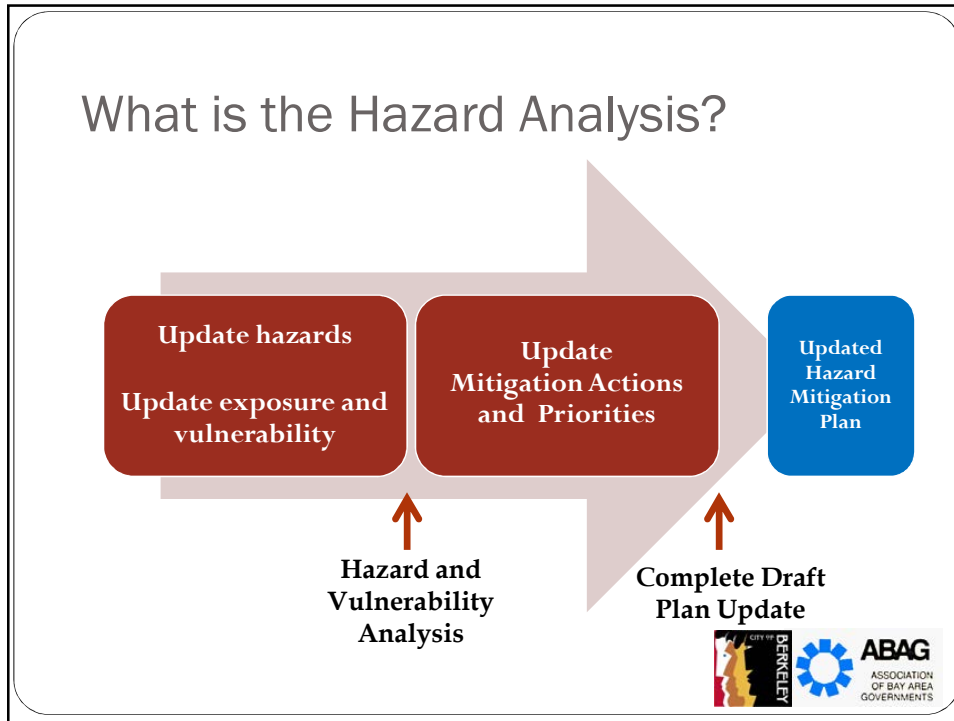 What is the Hazard Analysis?
Update hazards
Update exposure and
vulnerability
Update
Mitigation Actions
and Priorities
Updated
Hazard
Mitigation
Plan
Hazard and
Vulnerability
Analysis
Complete Draft
Plan Update
CITY OF
BERKELEY
ABAG
ASSOCIATION
OF BAY AREA
GOVERNMENTS